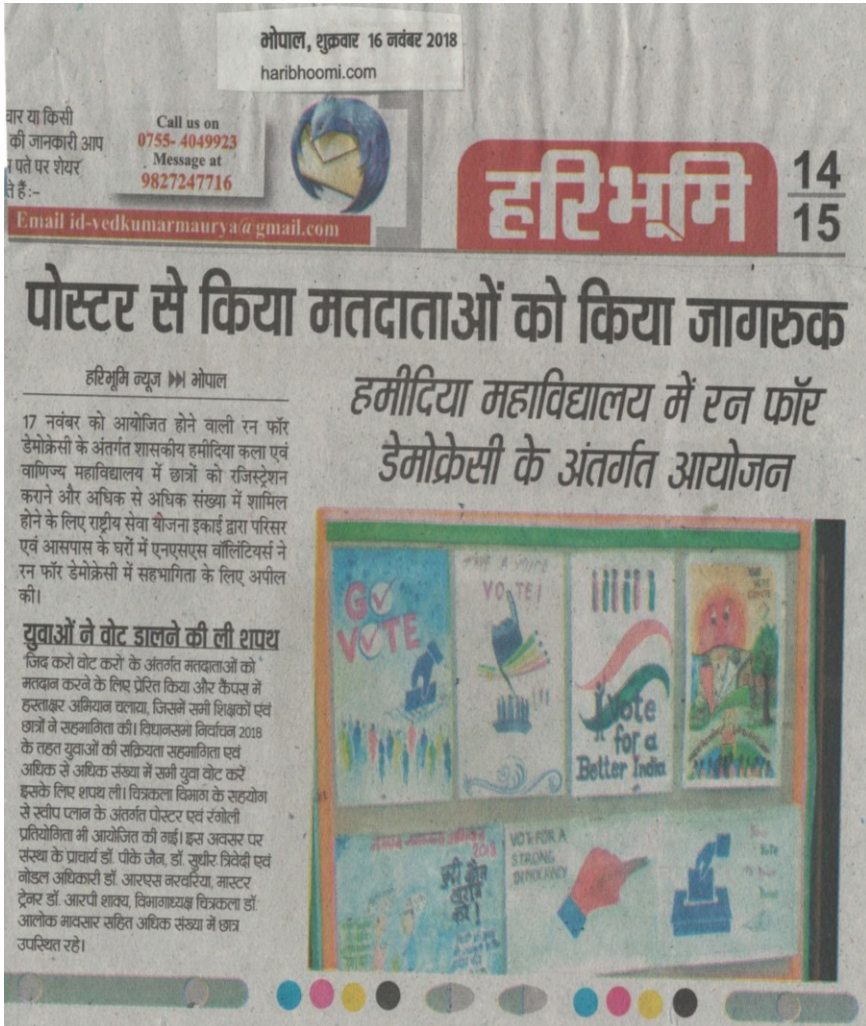 भोपाल, शुक्रवार 16 नवंबर 2018
haribhoomi.com
चार या किसी
की जानकारी आप
पते पर शेयर
ते हैं:-
Call us on
0755- 4049923
Message at
9827247716
Email id-vedkumarmaurya@gmail.com
हरिभूमि
14
15
पोस्टर से किया मतदाताओं को किया जागरुक
हमीदिया महाविद्यालय में रन फॉर
डेमोक्रेसी के अंतर्गत आयोजन
हरिभूमि न्यूज भोपाल
17 नवंबर को आयोजित होने वाली रन फॉर
डेमोक्रेसी के अंतर्गत शासकीय हमीदिया कला एवं
वाणिज्य महाविद्यालय में छात्रों को रजिस्ट्रेशन
कराने और अधिक से अधिक संख्या में शामिल
होने के लिए राष्ट्रीय सेवा योजना इकाई द्वारा परिसर
एवं आसपास के घरों में एनएसएस वॉलिंटियर्स ने
रन फॉर डेमोक्रेसी में सहभागिता के लिए अपील
की।
युवाओं ने वोट डालने की ली शपथ
'जिद करो वोट करो' के अंतर्गत मतदाताओं को
मतदान करने के लिए प्रेरित किया और कैंपस में
हस्ताक्षर अभियान चलाया, जिसमें सभी शिक्षकों एवं
छात्रों ने सहभागिता की। विधानसभा निर्वाचन 2018
के तहत युवाओं की सक्रियता सहभागिता एवं
अधिक से अधिक संख्या में सभी युवा वोट करें
इसके लिए शपथ ली। चित्रकला विभाग के सहयोग
से स्वीप प्लान के अंतर्गत पोस्टर एवं रंगोली
प्रतियोगिता भी आयोजित की गई। इस अवसर पर
संस्था के प्राचार्य डॉ. पीके जैन, डॉ. सुधीर त्रिवेदी एवं
नोडल अधिकारी डॉ. आरएस नरवरिया, मास्टर
ट्रेनर डॉ. आरपी शाक्य, विभागाध्यक्ष चित्रकला डॉ.
आलोक भावसार सहित अधिक संख्या में छात्र
उपस्थित रहे।
GO
VOTE
VOTE!
Vote
for a
Better India
VOTE FOR A
STRONG
DEMOCRACY
2018